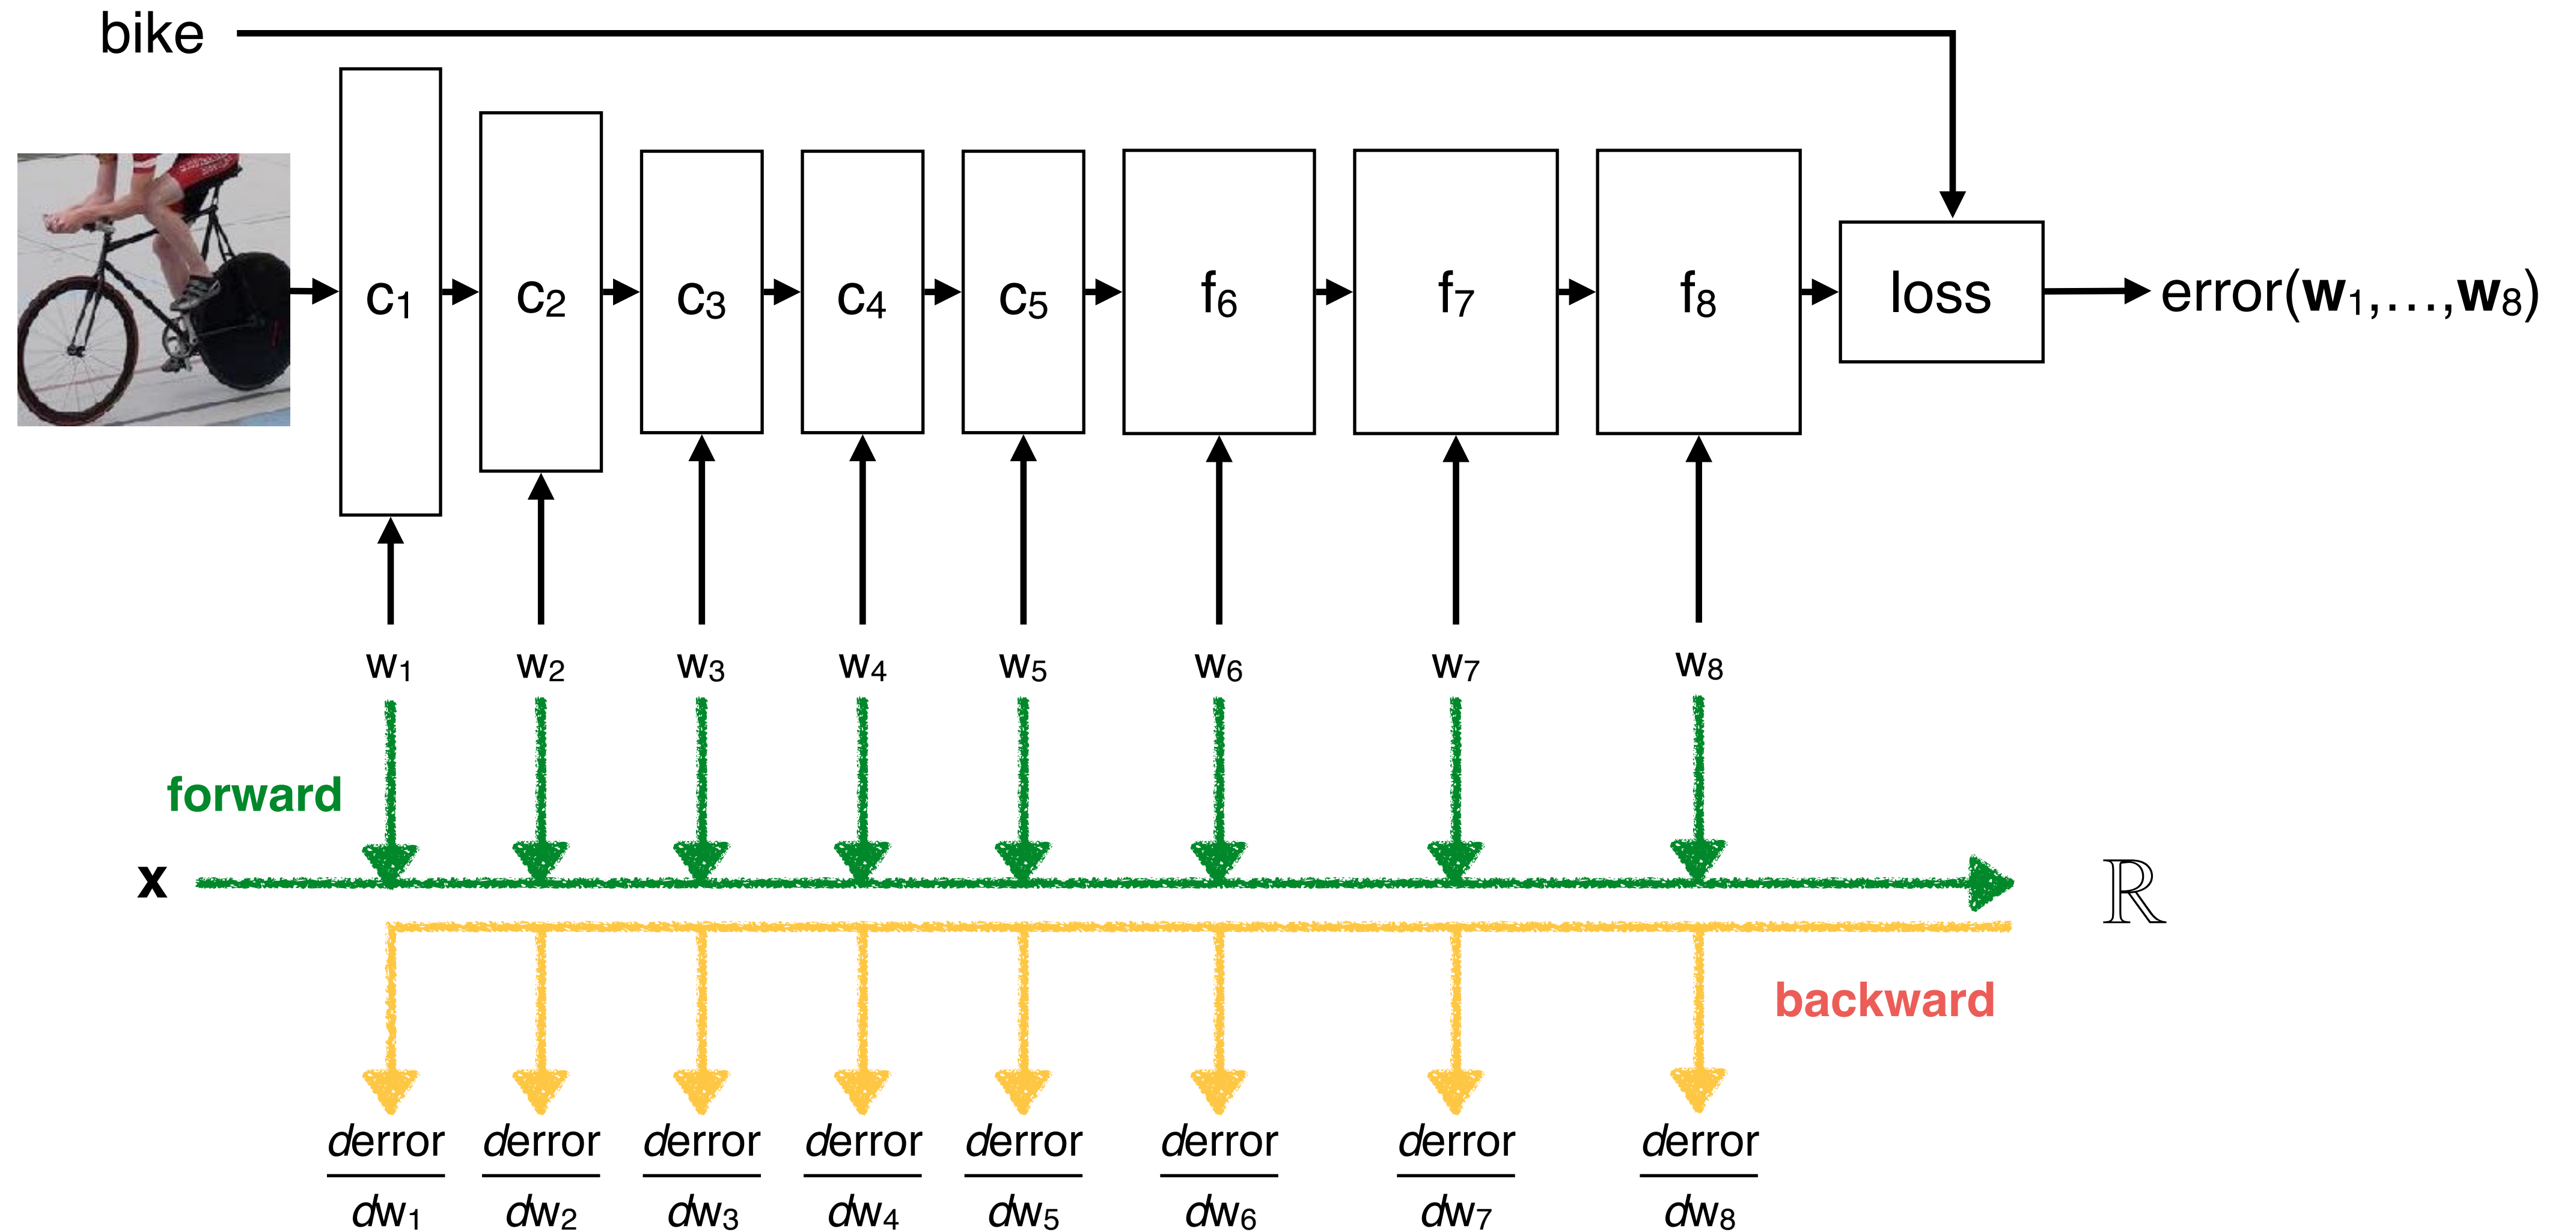 bike
c₁ c₂ c₃ c₄ c₅ f₆ f₇ f₈ loss error(w₁,…,w₈)
w₁ w₂ w₃ w₄ w₅ w₆ w₇ w₈
forward
x ℝ
backward
derror derror derror derror derror derror derror derror
dw₁ dw₂ dw₃ dw₄ dw₅ dw₆ dw₇ dw₈